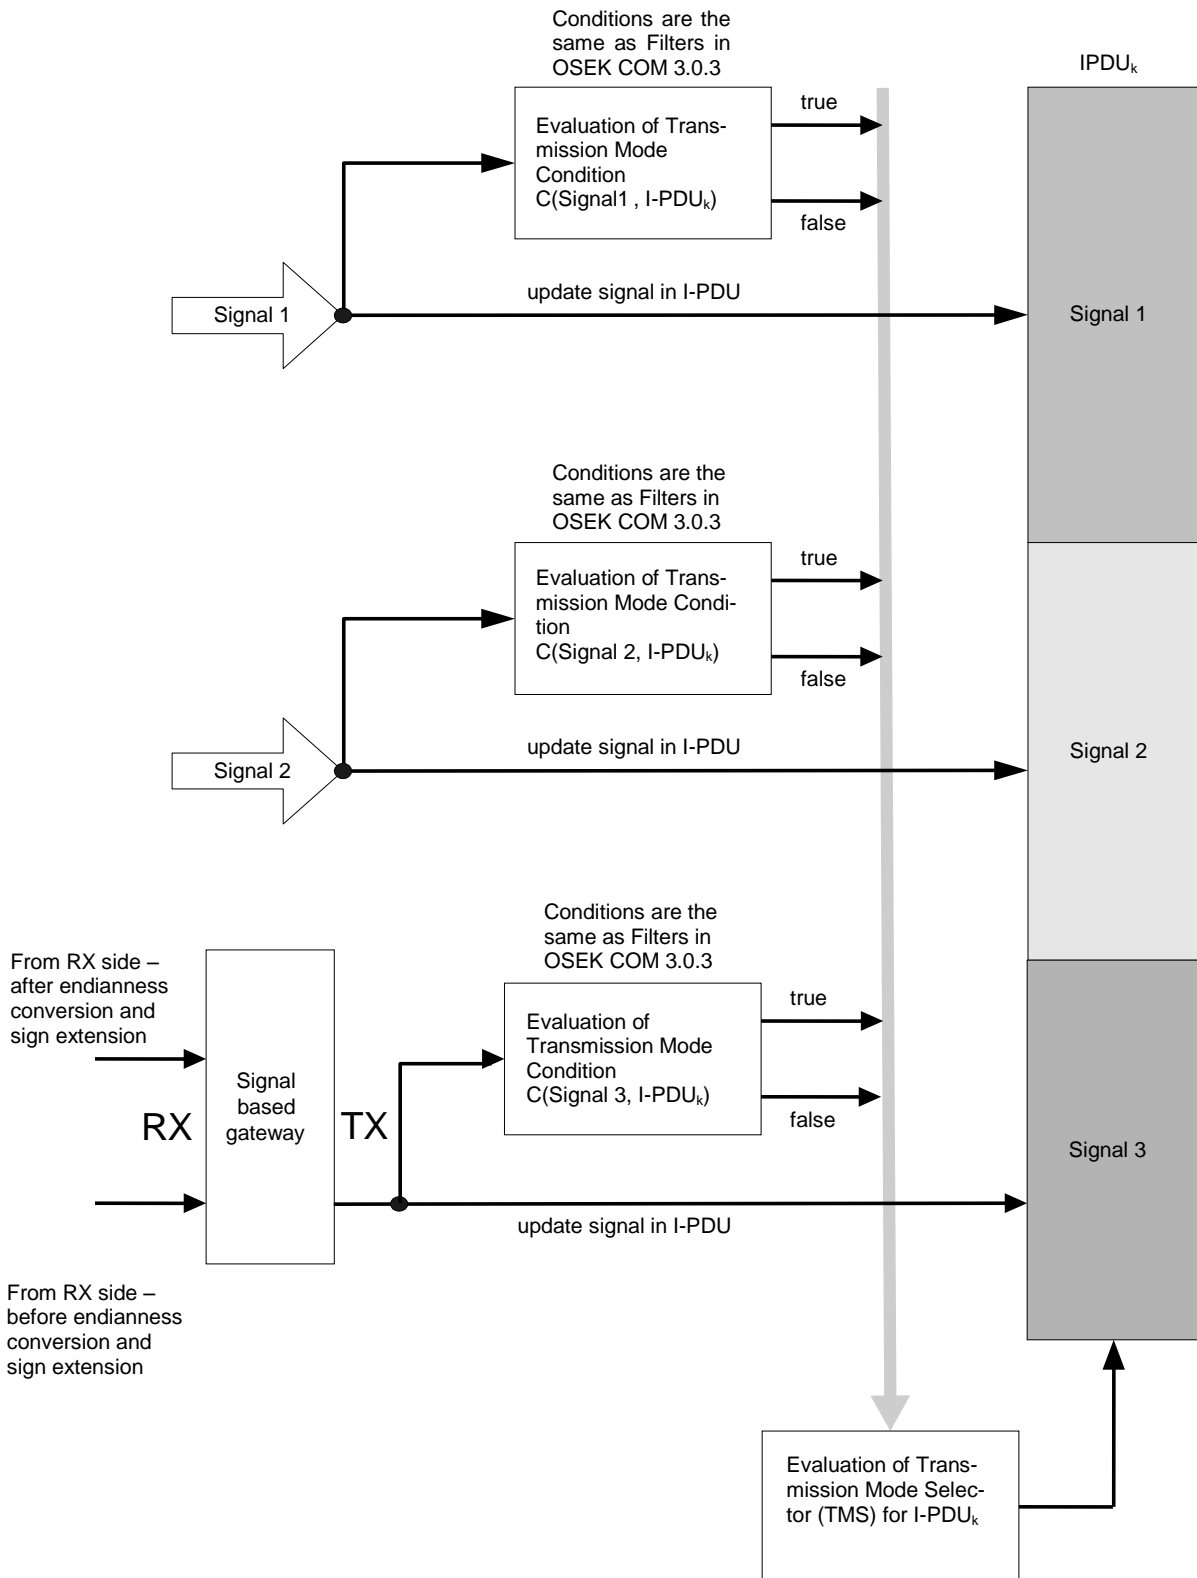 Conditions are the
same as Filters in
OSEK COM 3.0.3
IPDUk
true
Evaluation of Trans-
mission Mode
Condition
C(Signal1 , I-PDUk)
false
update signal in I-PDU
Signal 1
Signal 1
Conditions are the
same as Filters in
OSEK COM 3.0.3
true
Evaluation of Trans-
mission Mode Condi-
tion
C(Signal 2, I-PDUk)
false
update signal in I-PDU
Signal 2
Signal 2
Conditions are the
same as Filters in
OSEK COM 3.0.3
From RX side –
after endianness
conversion and
sign extension
true
Evaluation of
Transmission Mode
Condition
C(Signal 3, I-PDUk)
false
Signal
based
gateway
RX
TX
Signal 3
update signal in I-PDU
From RX side –
before endianness
conversion and
sign extension
Evaluation of Trans-
mission Mode Selec-
tor (TMS) for I-PDUk